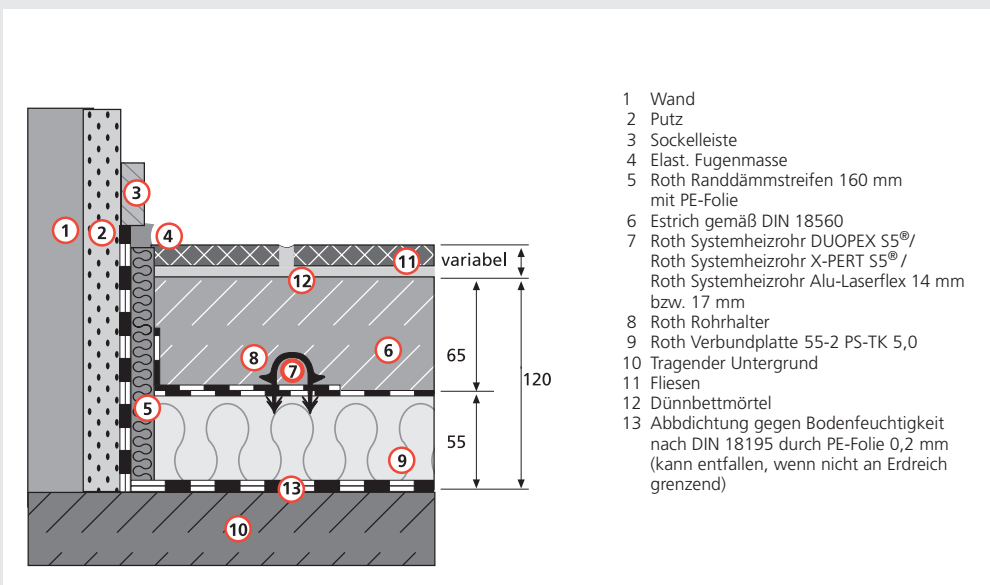 1
2
3
4
5
6
7
8
9
10
11
12
13
variabel
65
55
120
1 Wand
2 Putz
3 Sockelleiste
4 Elast. Fugenmasse
5 Roth Randdämmstreifen 160 mm
mit PE-Folie
6 Estrich gemäß DIN 18560
7 Roth Systemheizrohr DUOPEX S5®/
Roth Systemheizrohr X-PERT S5®/
Roth Systemheizrohr Alu-Laserflex 14 mm
bzw. 17 mm
8 Roth Rohrhalter
9 Roth Verbundplatte 55-2 PS-TK 5,0
10 Tragender Untergrund
11 Fliesen
12 Dünnbettmörtel
13 Abbdichtung gegen Bodenfeuchtigkeit
nach DIN 18195 durch PE-Folie 0,2 mm
(kann entfallen, wenn nicht an Erdreich
grenzend)